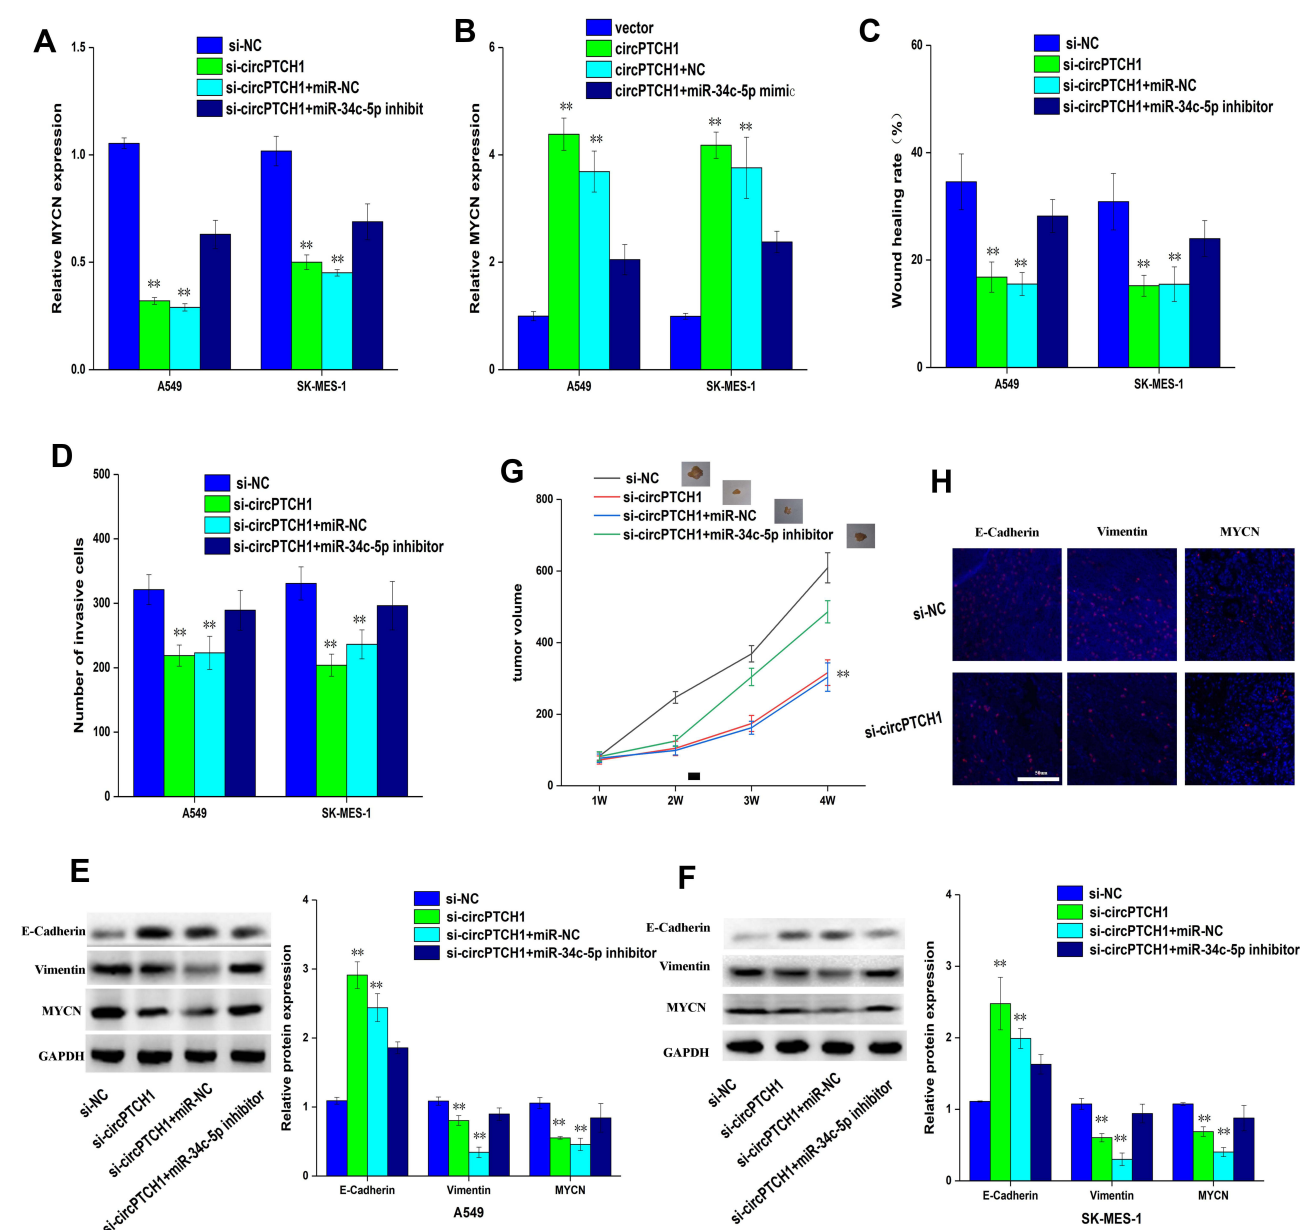 A
Relative MYCN expression
1.5
1.0
0.5
0.0
si-NC
si-circPTCH1
si-circPTCH1+miR-NC
si-circPTCH1+miR-34c-5p inhibit
**
**
**
**
A549
SK-MES-1
B
Relative MYCN expression
6
4
2
0
vector
circPTCH1
circPTCH1+NC
circPTCH1+miR-34c-5p mimic
**
**
**
**
A549
SK-MES-1
C
Wound healing rate（%）
60
40
20
0
si-NC
si-circPTCH1
si-circPTCH1+miR-NC
si-circPTCH1+miR-34c-5p inhibitor
**
**
**
**
A549
SK-MES-1
D
Number of invasive cells
500
400
300
200
100
0
si-NC
si-circPTCH1
si-circPTCH1+miR-NC
si-circPTCH1+miR-34c-5p inhibitor
**
**
**
**
A549
SK-MES-1
G
tumor volume
800
600
400
200
0
si-NC
si-circPTCH1
si-circPTCH1+miR-NC
si-circPTCH1+miR-34c-5p inhibitor
**
1W
2W
3W
4W
H
E-Cadherin
Vimentin
MYCN
si-NC
si-circPTCH1
50um
E
E-Cadherin
Vimentin
MYCN
GAPDH
si-NC
si-circPTCH1
si-circPTCH1+miR-NC
si-circPTCH1+miR-34c-5p inhibitor
Relative protein expression
4
3
2
1
0
si-NC
si-circPTCH1
si-circPTCH1+miR-NC
si-circPTCH1+miR-34c-5p inhibitor
**
**
**
**
**
**
E-Cadherin
Vimentin
MYCN
A549
F
E-Cadherin
Vimentin
MYCN
GAPDH
si-NC
si-circPTCH1
si-circPTCH1+miR-NC
si-circPTCH1+miR-34c-5p inhibitor
Relative protein expression
4
3
2
1
0
si-NC
si-circPTCH1
si-circPTCH1+miR-NC
si-circPTCH1+miR-34c-5p inhibitor
**
**
**
**
**
**
E-Cadherin
Vimentin
MYCN
SK-MES-1